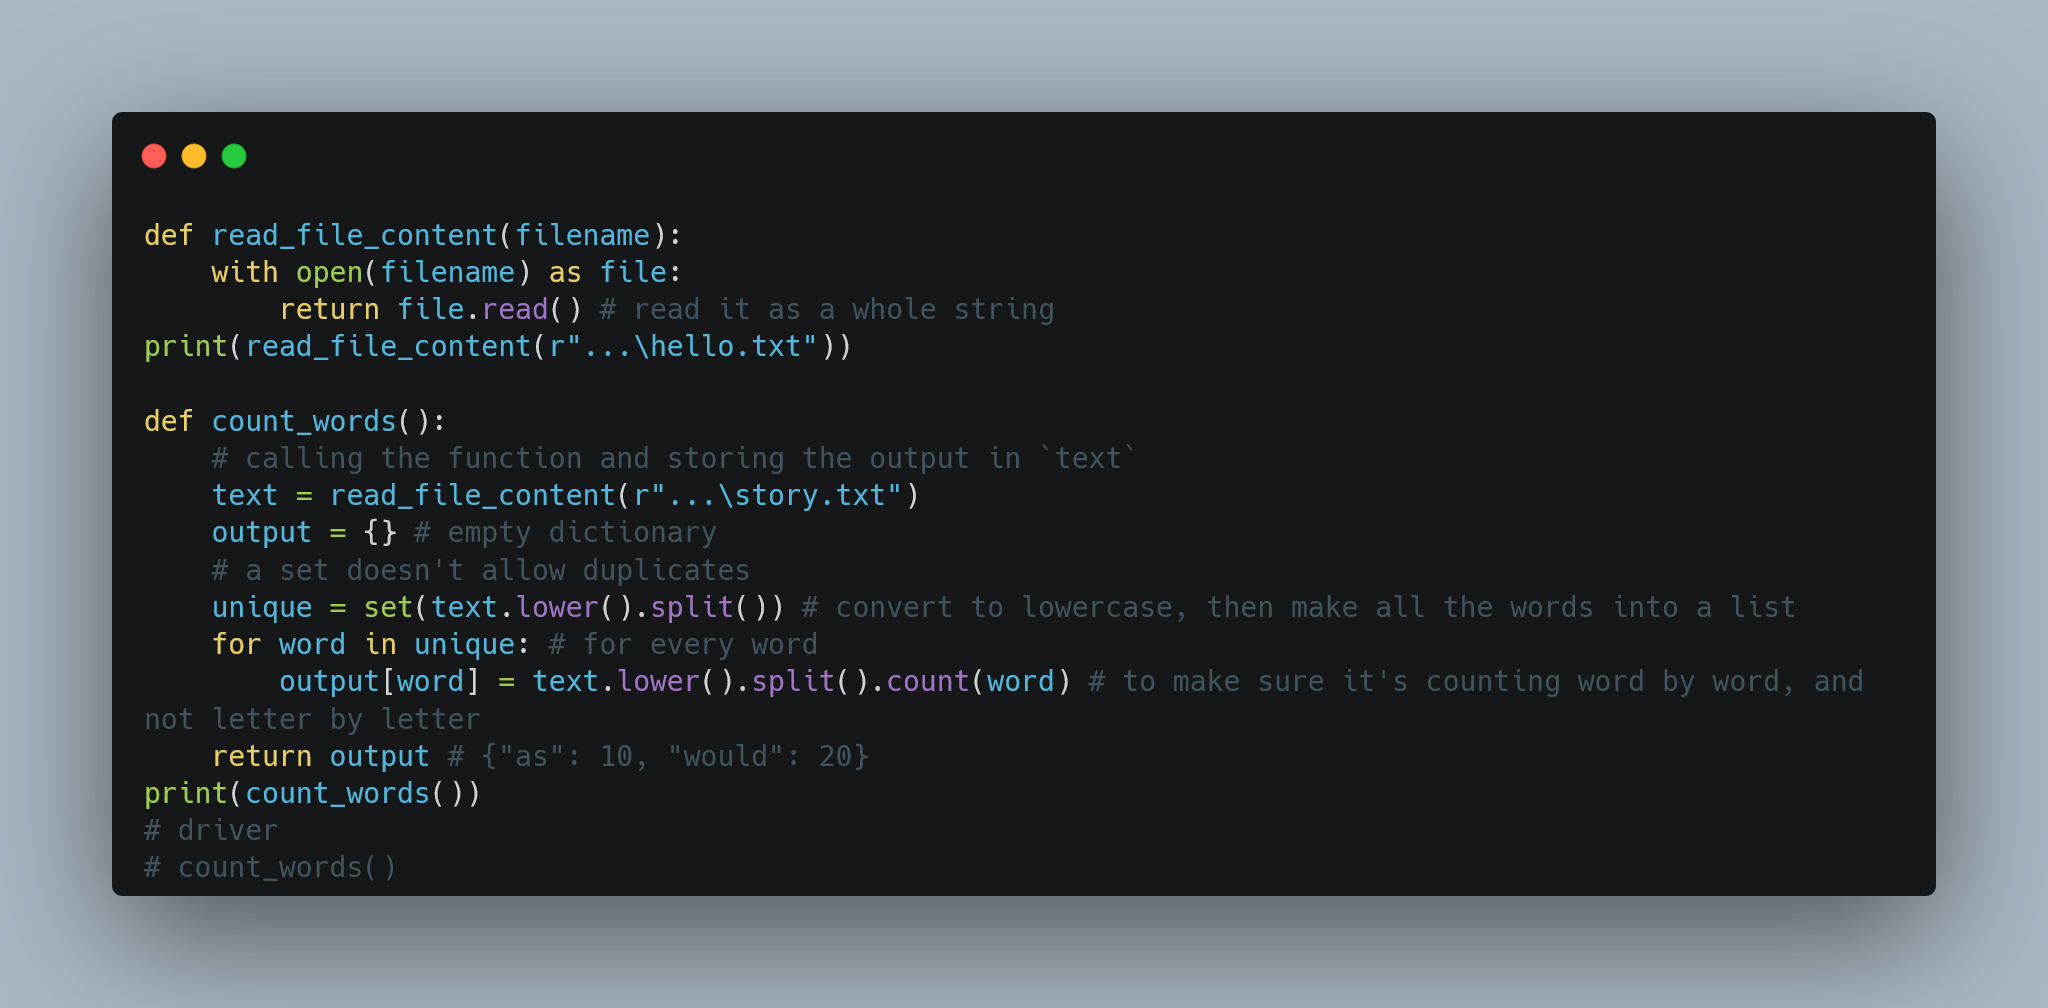 def read_file_content(filename):
    with open(filename) as file:
        return file.read() # read it as a whole string
print(read_file_content(r"...\hello.txt"))

def count_words():
    # calling the function and storing the output in `text`
    text = read_file_content(r"...\story.txt")
    output = {} # empty dictionary
    # a set doesn't allow duplicates
    unique = set(text.lower().split()) # convert to lowercase, then make all the words into a list
    for word in unique: # for every word
        output[word] = text.lower().split().count(word) # to make sure it's counting word by word, and
not letter by letter
    return output # {"as": 10, "would": 20}
print(count_words())
# driver
# count_words()